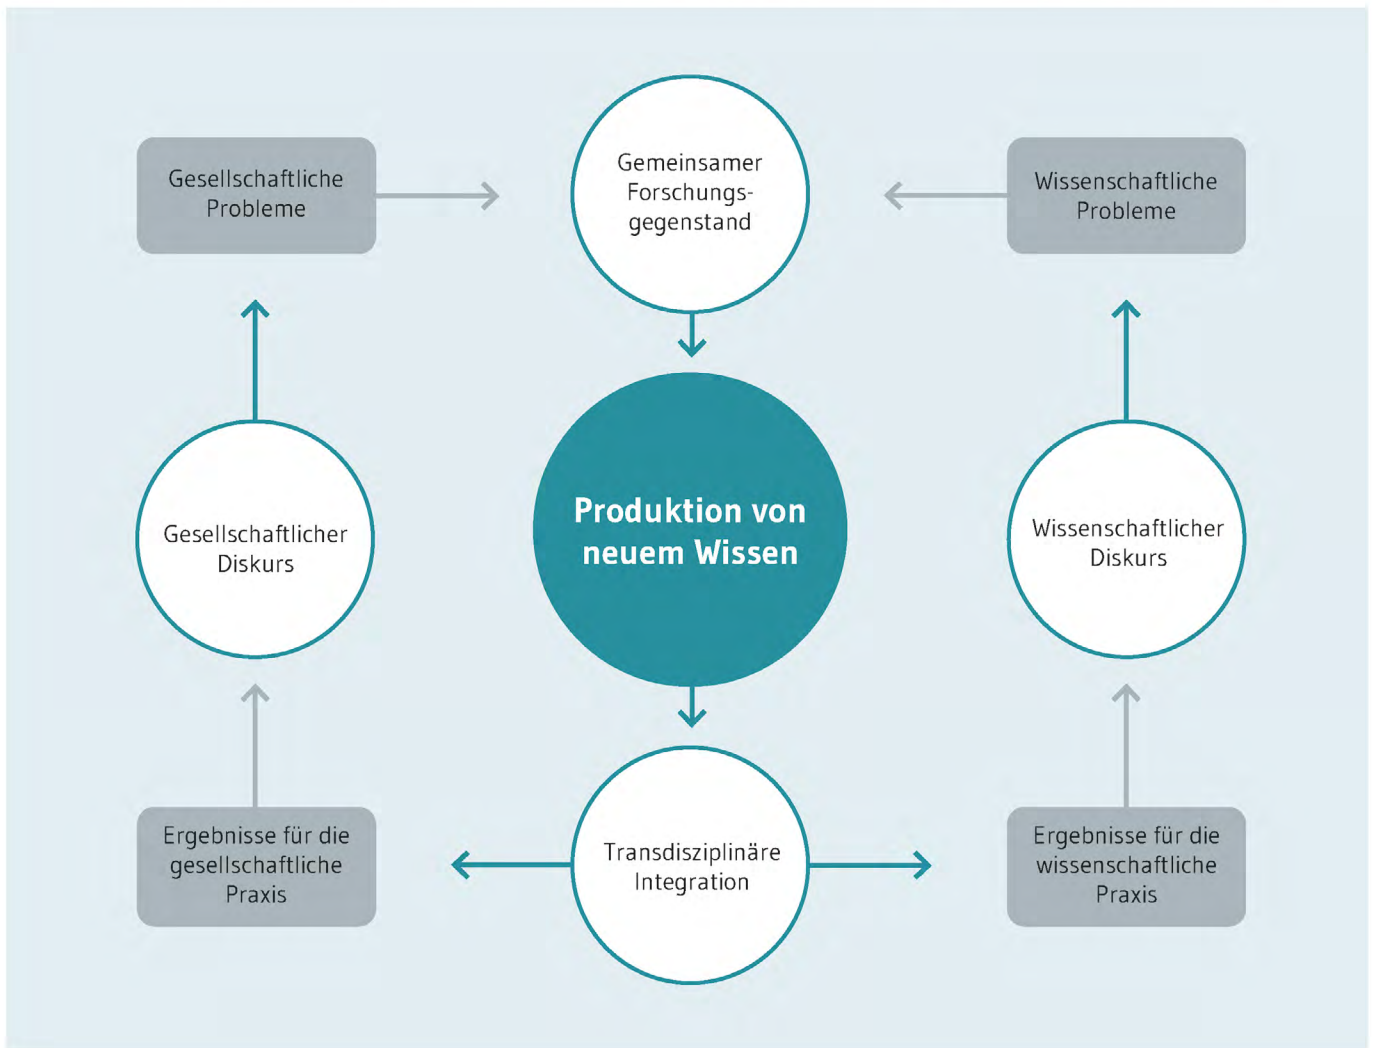 Gesellschaftliche
Probleme
Gemeinsamer
Forschungs-
gegenstand
Wissenschaftliche
Probleme
Gesellschaftlicher
Diskurs
Produktion von
neuem Wissen
Wissenschaftlicher
Diskurs
Ergebnisse für die
gesellschaftliche
Praxis
Transdisziplinäre
Integration
Ergebnisse für die
wissenschaftliche
Praxis